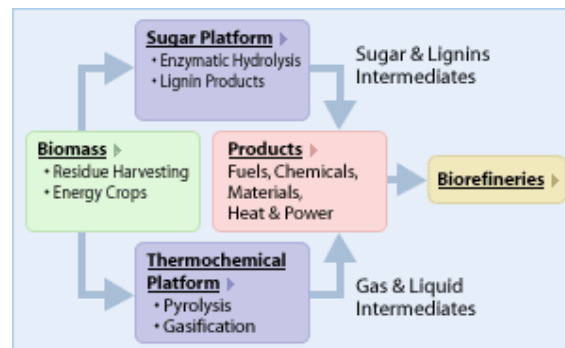 Sugar Platform
• Enzymatic Hydrolysis
• Lignin Products
Sugar & Lignins
Intermediates
Biomass
• Residue Harvesting
• Energy Crops
Products
Fuels, Chemicals,
Materials,
Heat & Power
Biorefineries
Thermochemical
Platform
• Pyrolysis
• Gasification
Gas & Liquid
Intermediates